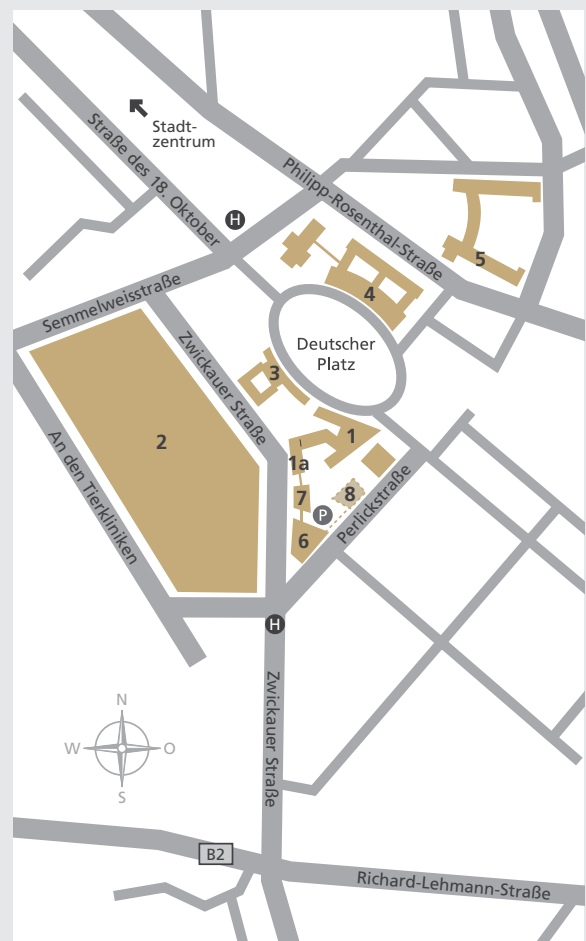 Stadt-
zentrum
Straße des 18. Oktober
Philipp-Rosenthal-Straße
H
5
Semmelweisstraße
4
Deutscher
Platz
Zwickauer Straße
3
2
1
1a
An den Tierkliniken
7
8
P
Perlickstraße
6
H
Zwickauer Straße
N
W
O
S
B2
Richard-Lehmann-Straße